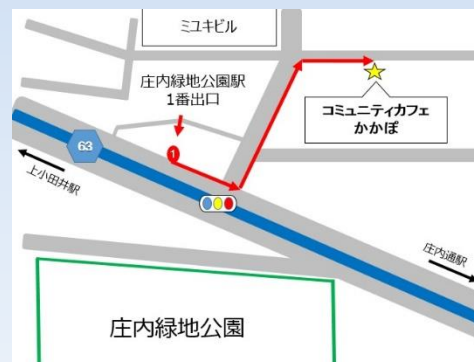 ミユキビル
庄内緑地公園駅
1番出口
コミュニティカフェ
かかぽ
63
1
上小田井駅
庄内通駅
庄内緑地公園